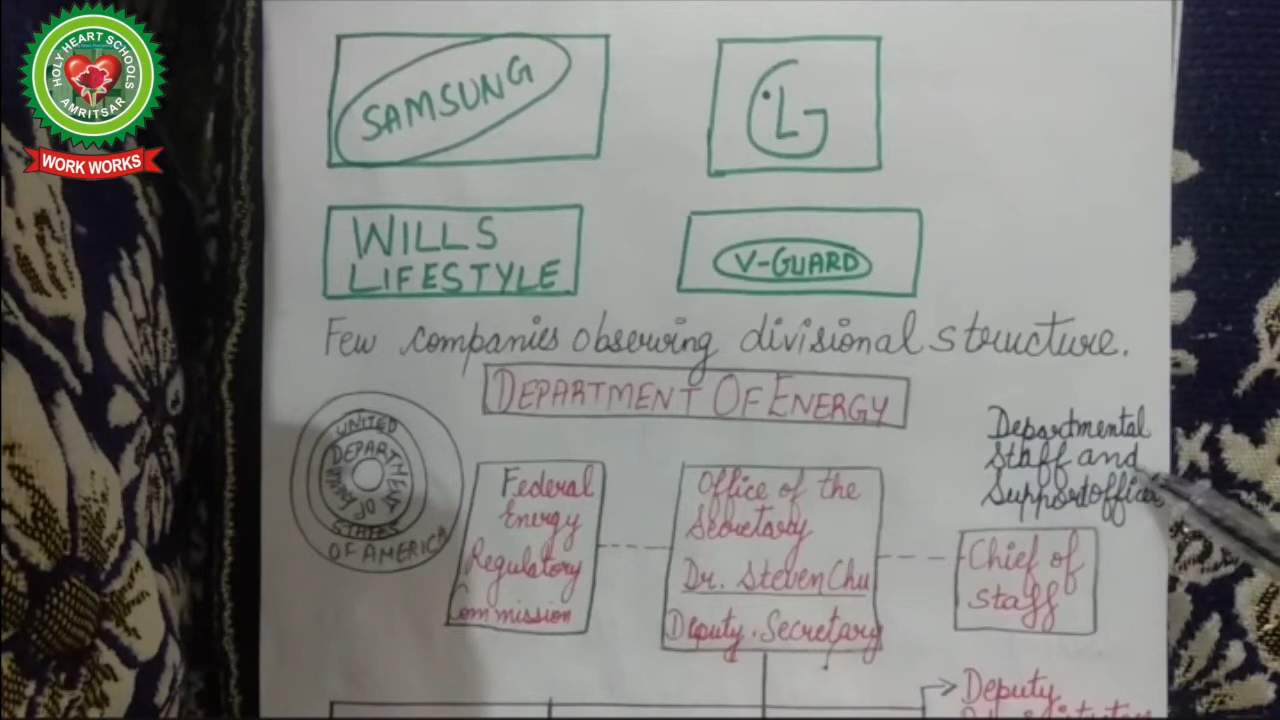 HOLY HEART SCHOOLS
AMRITSAR
WORK WORKS
SAMSUNG
LG
WILLS
LIFESTYLE
V-GUARD
Few companies observing divisional structure.
DEPARTMENT OF ENERGY
UNITED
STATES
OF AMERICA
DEPARTMENT OF
Departmental
Staff and
Support officer
Federal
Energy
Regulatory
Commission
Office of the
Secretary
Dr. Steven Chu
Deputy. Secretary
Chief of
staff
Deputy